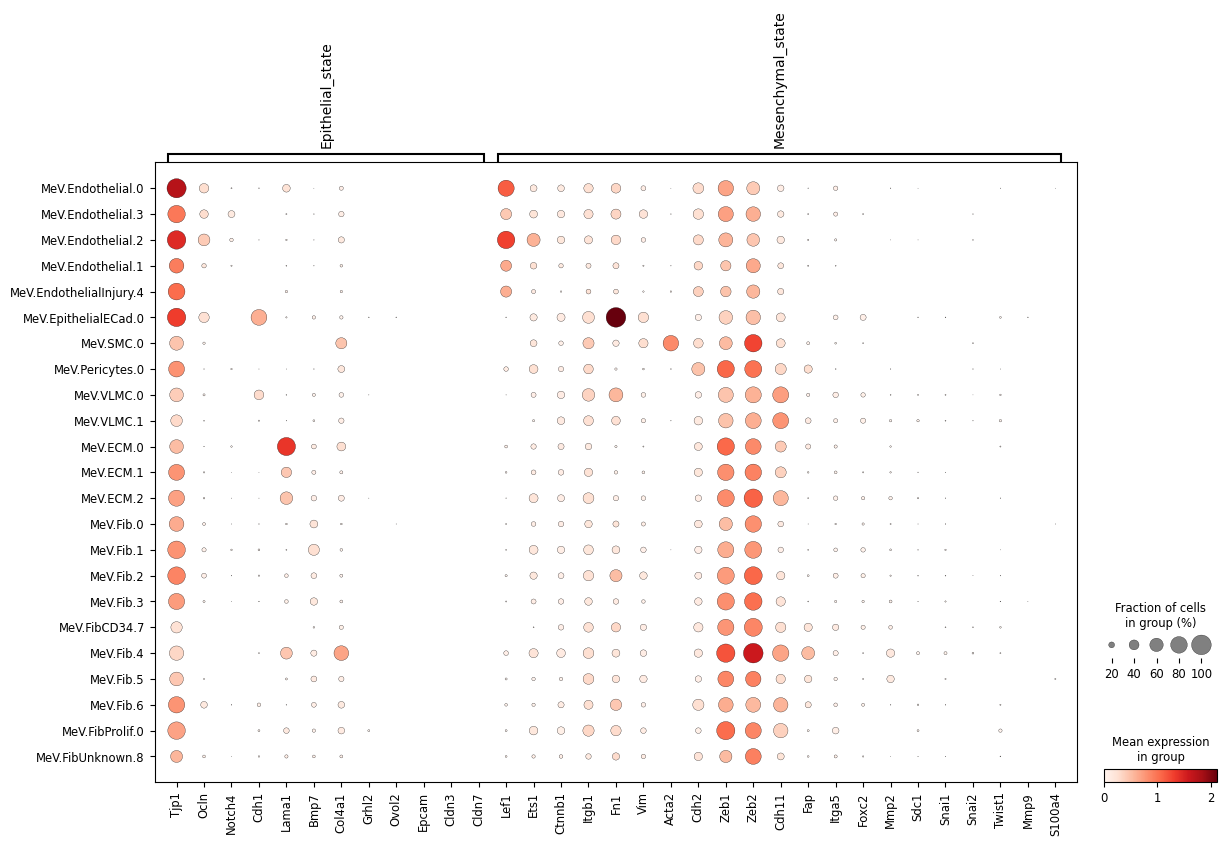 Epithelial_state
Mesenchymal_state
MeV.Endothelial.0
MeV.Endothelial.3
MeV.Endothelial.2
MeV.Endothelial.1
MeV.EndothelialInjury.4
MeV.EpithelialECad.0
MeV.SMC.0
MeV.Pericytes.0
MeV.VLMC.0
MeV.VLMC.1
MeV.ECM.0
MeV.ECM.1
MeV.ECM.2
MeV.Fib.0
MeV.Fib.1
MeV.Fib.2
MeV.Fib.3
MeV.FibCD34.7
MeV.Fib.4
MeV.Fib.5
MeV.Fib.6
MeV.FibProlif.0
MeV.FibUnknown.8
Tjp1
Ocln
Notch4
Cdh1
Lama1
Bmp7
Col4a1
Grhl2
Ovol2
Epcam
Cldn3
Cldn7
Lef1
Ets1
Ctnnb1
Itgb1
Fn1
Vim
Acta2
Cdh2
Zeb1
Zeb2
Cdh11
Fap
Itga5
Foxc2
Mmp2
Sdc1
Snai1
Snai2
Twist1
Mmp9
S100a4
Fraction of cells
in group (%)
20 40 60 80 100
Mean expression
in group
0 1 2